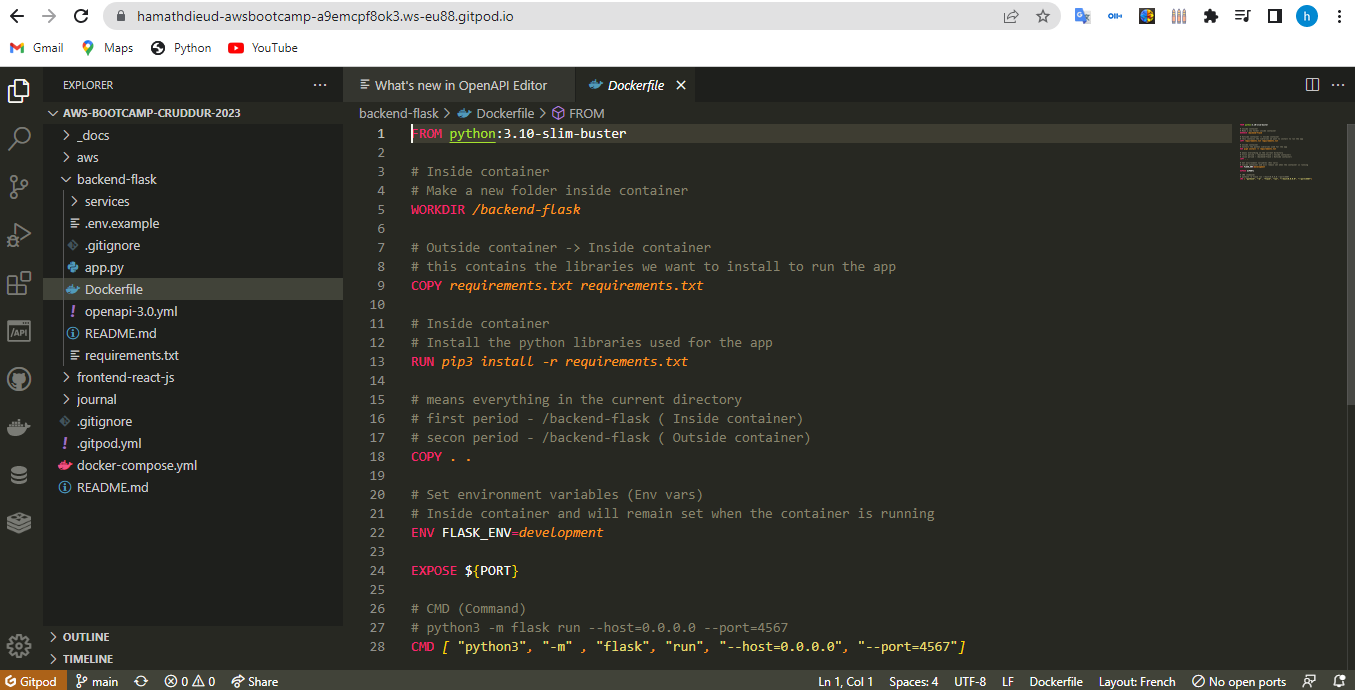 hamathdieud-awsbootcamp-a9emcpf8ok3.ws-eu88.gitpod.io
h
Gmail Maps Python YouTube
EXPLORER
What's new in OpenAPI Editor Dockerfile
AWS-BOOTCAMP-CRUDDUR-2023
_docs
aws
backend-flask
services
.env.example
.gitignore
app.py
Dockerfile
openapi-3.0.yml
README.md
requirements.txt
frontend-react-js
journal
.gitignore
.gitpod.yml
docker-compose.yml
README.md
OUTLINE
TIMELINE
backend-flask > Dockerfile > FROM
1 FROM python:3.10-slim-buster
2
3 # Inside container
4 # Make a new folder inside container
5 WORKDIR /backend-flask
6
7 # Outside container -> Inside container
8 # this contains the libraries we want to install to run the app
9 COPY requirements.txt requirements.txt
10
11 # Inside container
12 # Install the python libraries used for the app
13 RUN pip3 install -r requirements.txt
14
15 # means everything in the current directory
16 # first period - /backend-flask ( Inside container)
17 # secon period - /backend-flask ( Outside container)
18 COPY . .
19
20 # Set environment variables (Env vars)
21 # Inside container and will remain set when the container is running
22 ENV FLASK_ENV=development
23
24 EXPOSE ${PORT}
25
26 # CMD (Command)
27 # python3 -m flask run --host=0.0.0.0 --port=4567
28 CMD [ "python3", "-m" , "flask", "run", "--host=0.0.0.0", "--port=4567"]
Gitpod main 0 0 Share Ln 1, Col 1 Spaces: 4 UTF-8 LF Dockerfile Layout: French No open ports